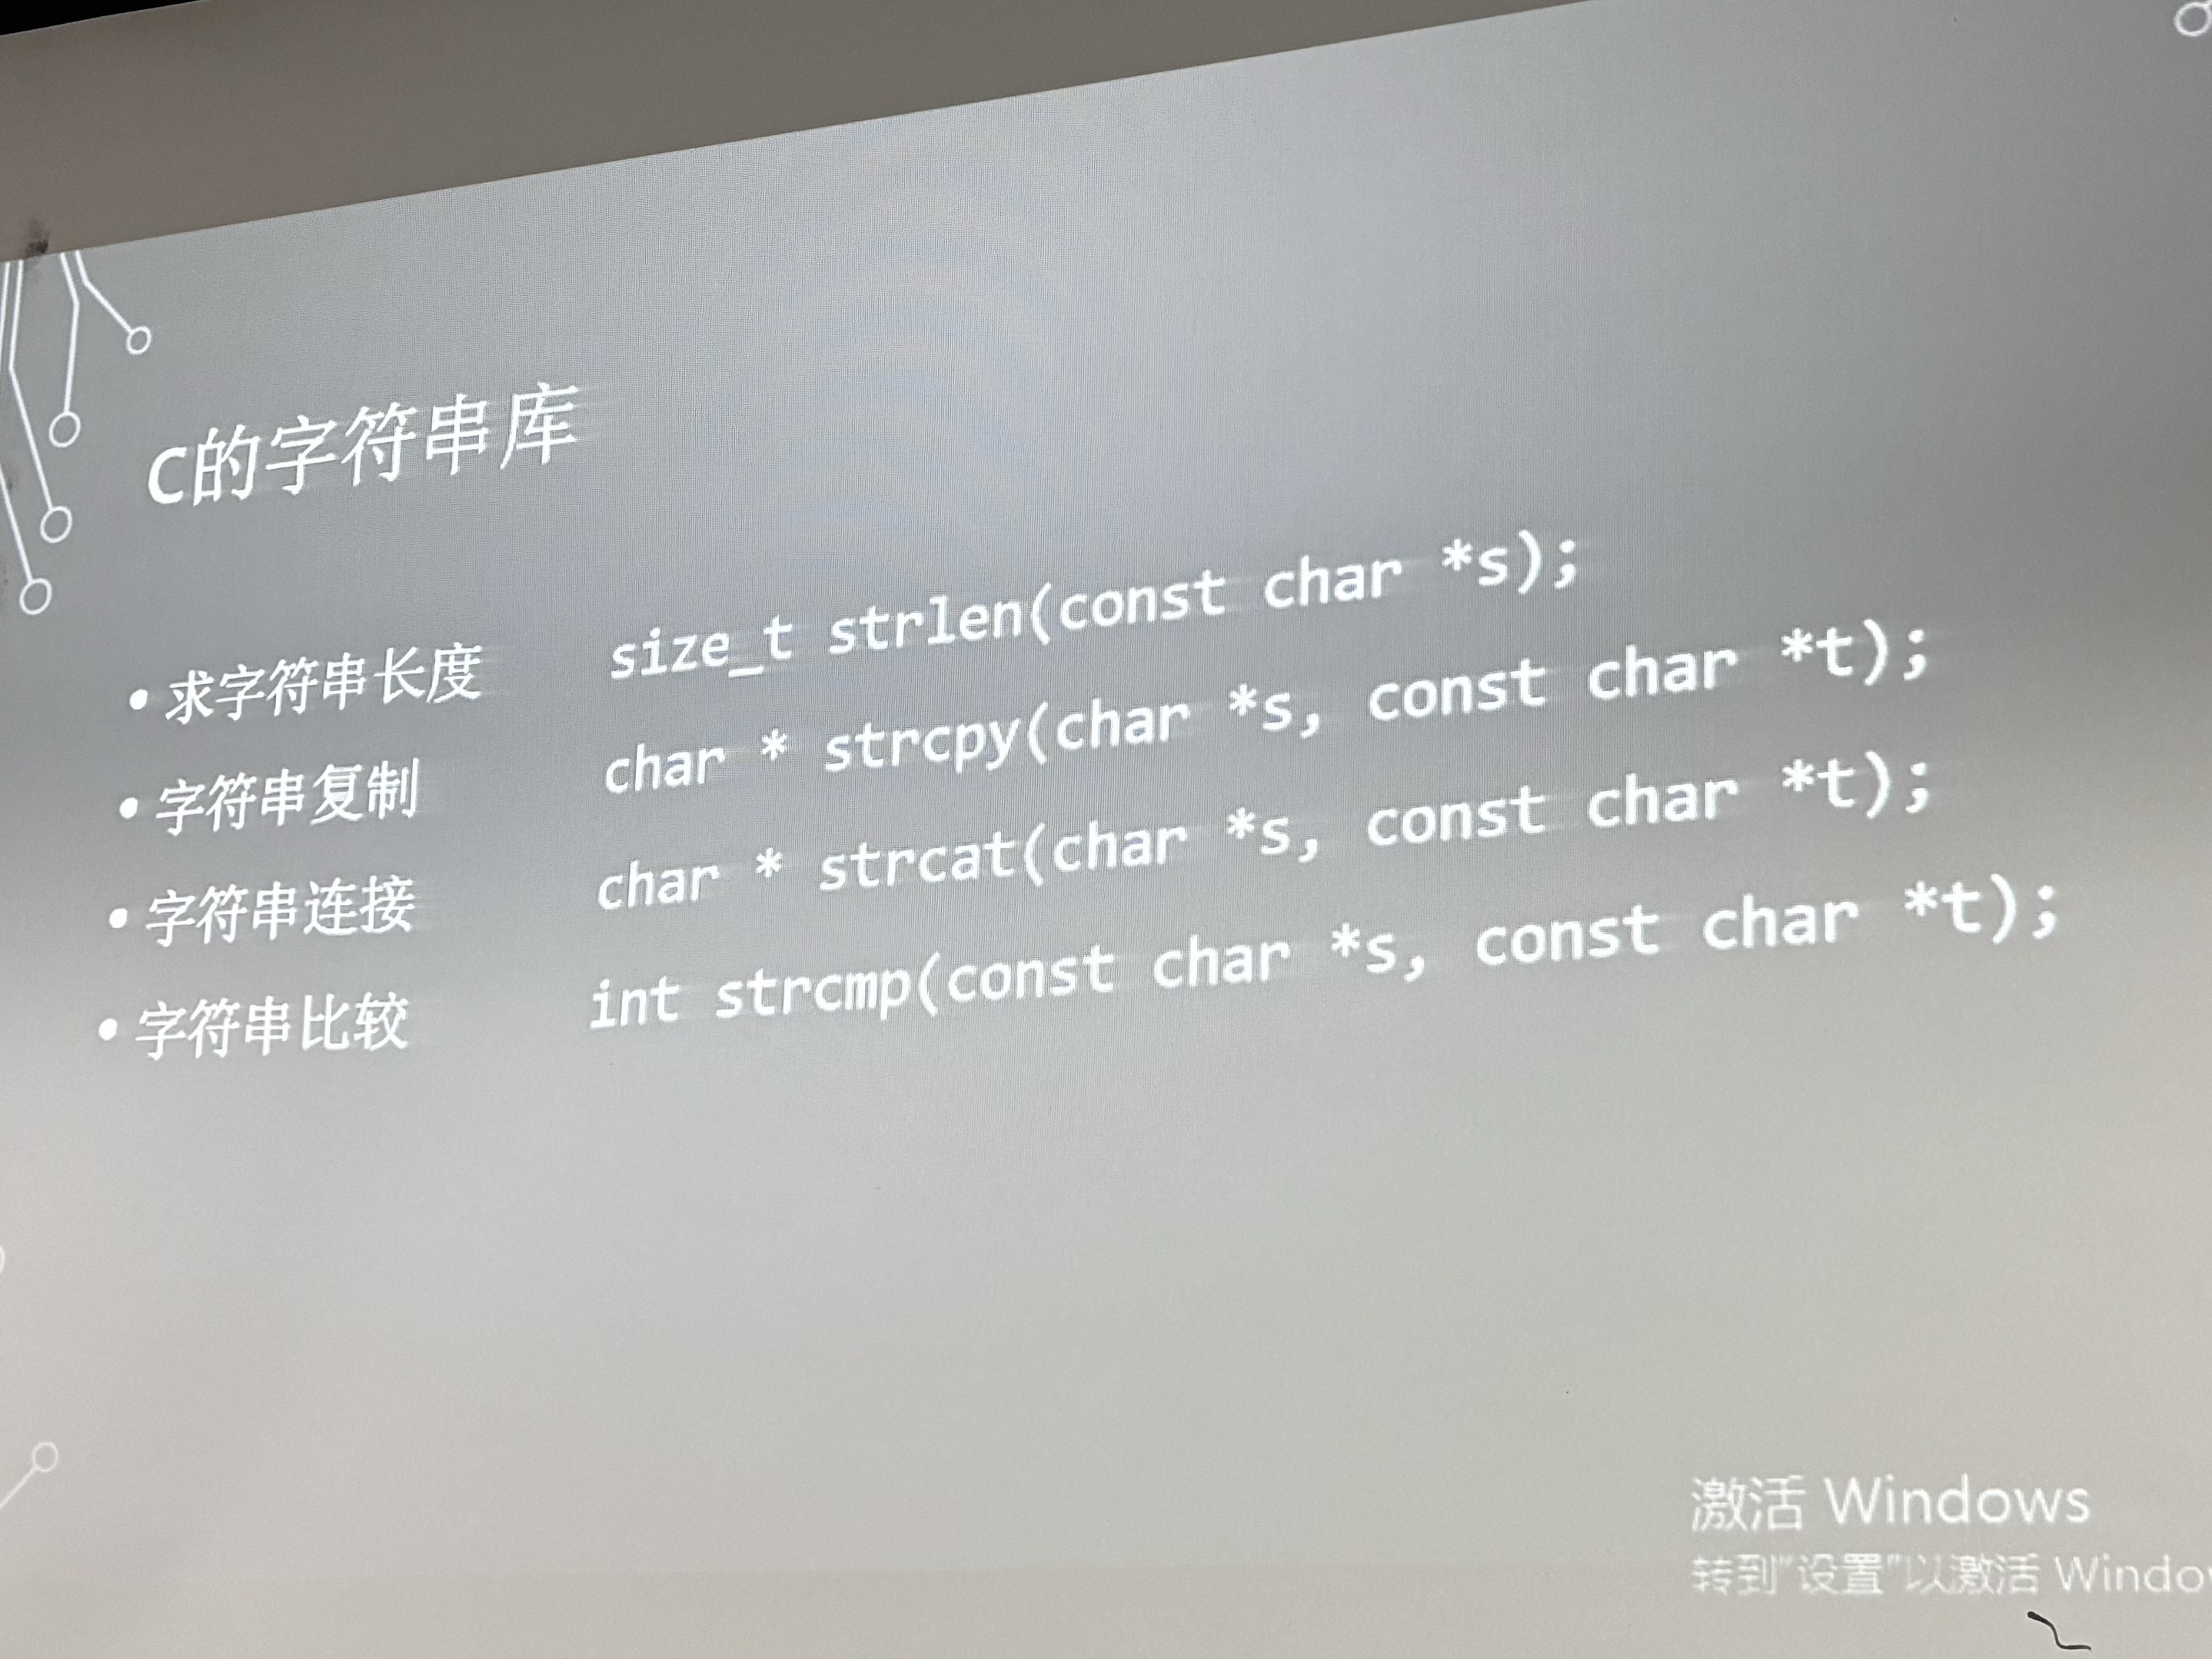 C的字符串库
• 求字符串长度 size_t strlen(const char *s);
• 字符串复制 char * strcpy(char *s, const char *t);
• 字符串连接 char * strcat(char *s, const char *t);
• 字符串比较 int strcmp(const char *s, const char *t);
激活 Windows
转到"设置"以激活 Windo